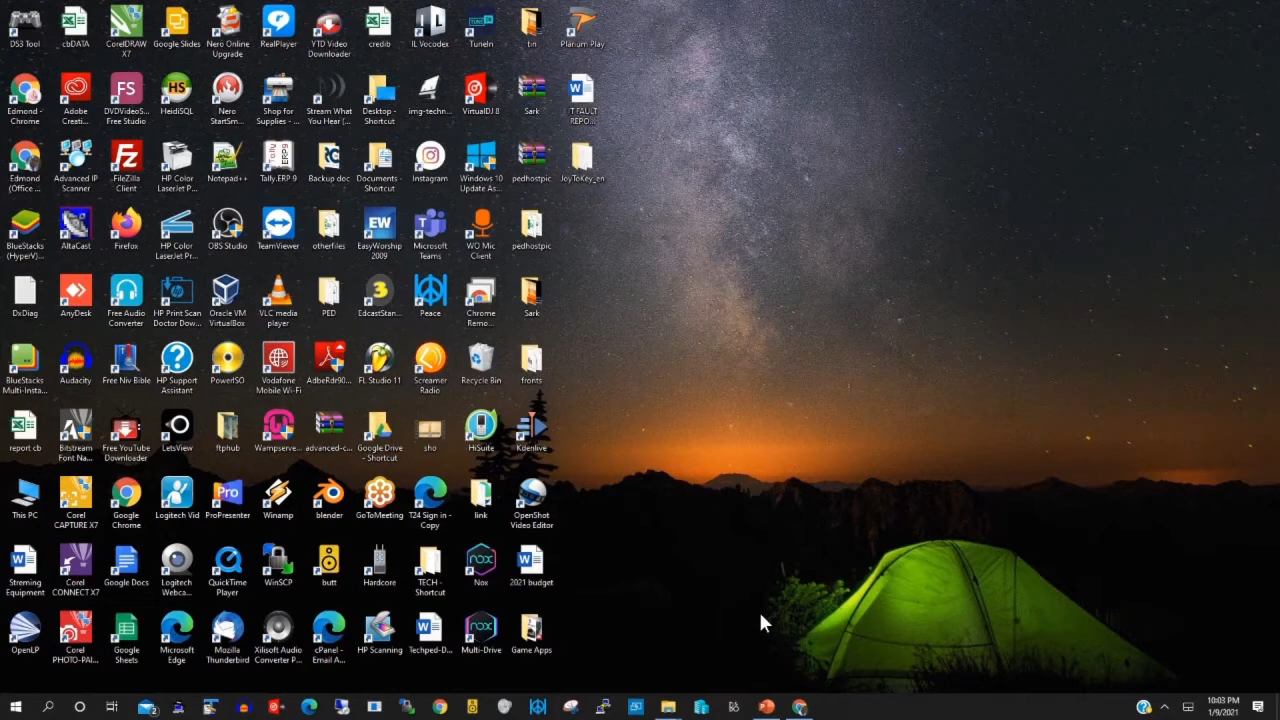 DS3 Tool
cbDATA
CorelDRAW
X7
Google Slides
Nero Online
Upgrade
RealPlayer
YTD Video
Downloader
credib
IL Vocodex
TuneIn
tin
Plarium Play
Edmond -
Chrome
Adobe
Creati...
DVDVideoS...
Free Studio
HeidiSQL
Nero
StartSm...
Shop for
Supplies - ...
Stream What
You Hear (...
Desktop -
Shortcut
img-techn...
VirtualDJ 8
Sark
IT FAULT
REPO...
Edmond
(Office ...
Advanced IP
Scanner
FileZilla
Client
HP Color
LaserJet P...
Notepad++
Tally.ERP 9
Backup doc
Documents -
Shortcut
Instagram
Windows 10
Update As...
pedhostpic
JoyToKey_en
BlueStacks
(HyperV)...
AltaCast
Firefox
HP Color
LaserJet Pr...
OBS Studio
TeamViewer
otherfiles
EasyWorship
2009
Microsoft
Teams
WO Mic
Client
pedhostpic
DxDiag
AnyDesk
Free Audio
Converter
HP Print Scan
Doctor Dow...
Oracle VM
VirtualBox
VLC media
player
PED
EdcastStan...
Peace
Chrome
Remo...
Sark
BlueStacks
Multi-Insta...
Audacity
Free Niv Bible
HP Support
Assistant
PowerISO
Vodafone
Mobile Wi-Fi
AdbeRdr90...
FL Studio 11
Screamer
Radio
Recycle Bin
fronts
report cb
Bitstream
Font Na...
Free YouTube
Downloader
LetsView
ftphub
Wampserve...
advanced-c...
Google Drive
- Shortcut
sho
HiSuite
Kdenlive
This PC
Corel
CAPTURE X7
Google
Chrome
Logitech Vid
ProPresenter
Winamp
blender
GoToMeeting
T24 Sign in -
Copy
link
OpenShot
Video Editor
Streming
Equipment
Corel
CONNECT X7
Google Docs
Logitech
Webca...
QuickTime
Player
WinSCP
butt
Hardcore
TECH -
Shortcut
Nox
2021 budget
OpenLP
Corel
PHOTO-PAI...
Google
Sheets
Microsoft
Edge
Mozilla
Thunderbird
Xilisoft Audio
Converter P...
cPanel -
Email A...
HP Scanning
Techped-D...
Multi-Drive
Game Apps
10:03 PM
1/9/2021